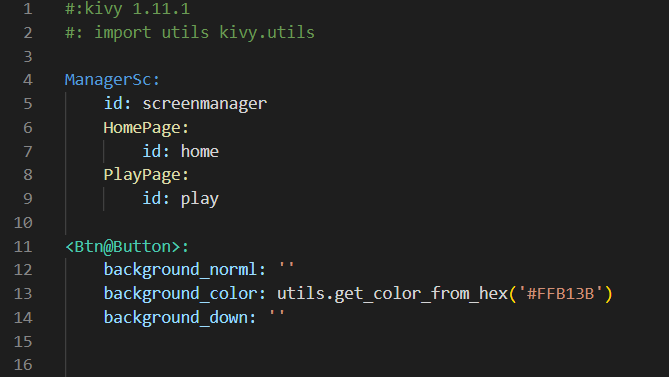 1 #:kivy 1.11.1
2 #: import utils kivy.utils
3
4 ManagerSc:
5 id: screenmanager
6 HomePage:
7 id: home
8 PlayPage:
9 id: play
10
11 <Btn@Button>:
12 background_norml: ''
13 background_color: utils.get_color_from_hex('#FFB13B')
14 background_down: ''
15
16